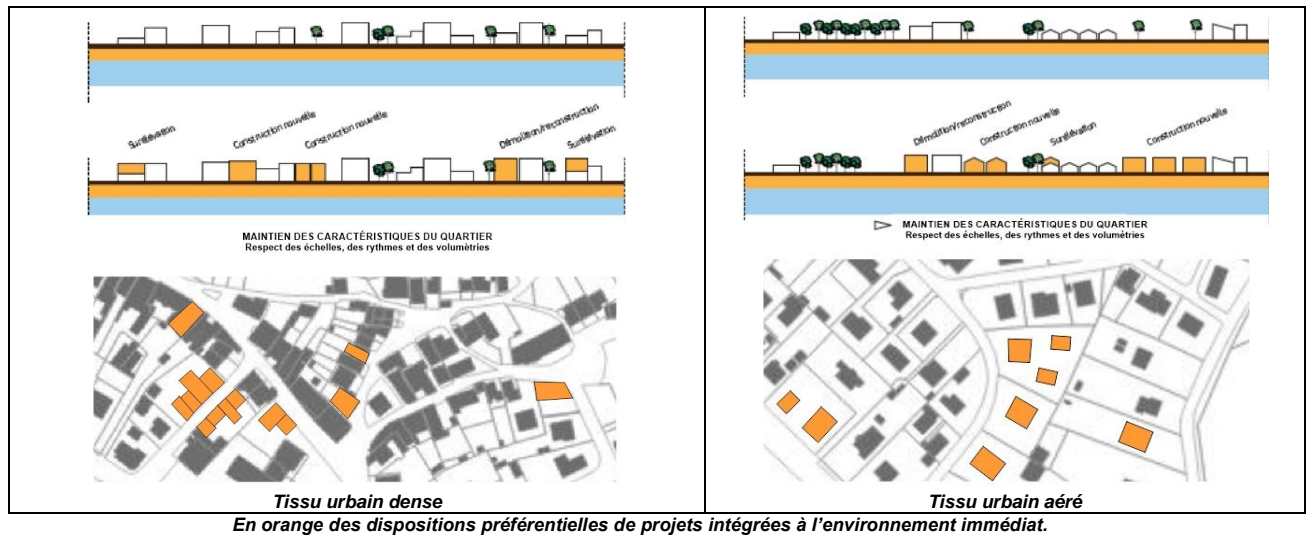 Surélévation
Construction nouvelle
Construction nouvelle
Démolition/reconstruction
Surélévation
MAINTIEN DES CARACTÉRISTIQUES DU QUARTIER
Respect des échelles, des rythmes et des volumètries
Tissu urbain dense
Démolition/reconstruction
Construction nouvelle
Surélévation
Construction nouvelle
MAINTIEN DES CARACTÉRISTIQUES DU QUARTIER
Respect des échelles, des rythmes et des volumètries
Tissu urbain aéré
En orange des dispositions préférentielles de projets intégrées à l'environnement immédiat.